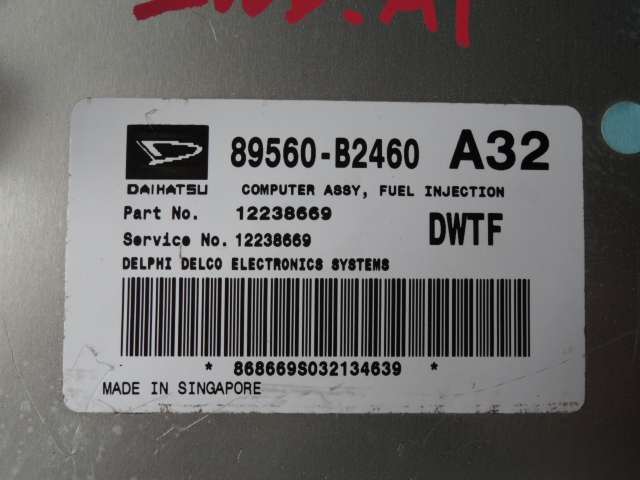 89560-B2460 A32
DAIHATSU COMPUTER ASSY, FUEL INJECTION
Part No. 12238669 DWTF
Service No. 12238669
DELPHI DELCO ELECTRONICS SYSTEMS
* 868669S032134639 *
MADE IN SINGAPORE